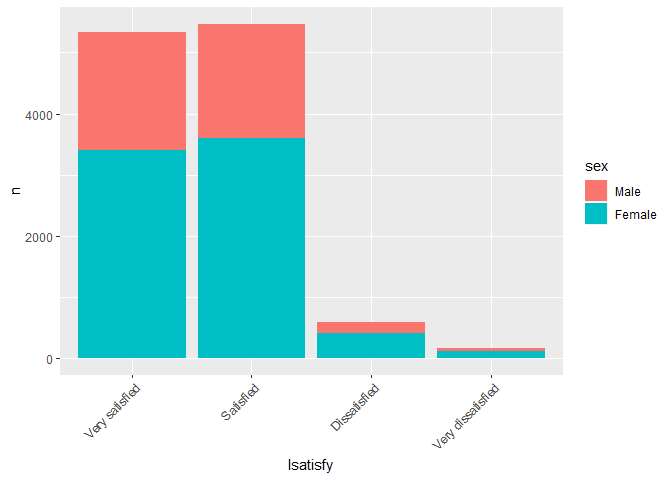 n
4000
2000
0
Very satisfied
Satisfied
Dissatisfied
Very dissatisfied
lsatisfy
sex
Male
Female